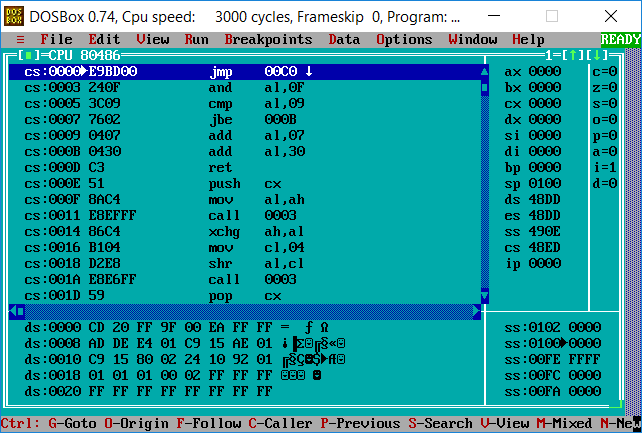 DOSBox 0.74, Cpu speed: 3000 cycles, Frameskip 0, Program: ...
≡ File Edit View Run Breakpoints Data Options Window Help READY
[■]=CPU 80486 1=[↑][↓]
cs:0000►E9BD00 jmp 00C0 ↓ ax 0000 c=0
cs:0003 240F and al,0F bx 0000 z=0
cs:0005 3C09 cmp al,09 cx 0000 s=0
cs:0007 7602 jbe 000B dx 0000 o=0
cs:0009 0407 add al,07 si 0000 p=0
cs:000B 0430 add al,30 di 0000 a=0
cs:000D C3 ret bp 0000 i=1
cs:000E 51 push cx sp 0100 d=0
cs:000F 8AC4 mov al,ah ds 48DD
cs:0011 E8EFFF call 0003 es 48DD
cs:0014 86C4 xchg ah,al ss 490E
cs:0016 B104 mov cl,04 cs 48ED
cs:0018 D2E8 shr al,cl ip 0000
cs:001A E8E6FF call 0003
cs:001D 59 pop cx
ds:0000 CD 20 FF 9F 00 EA FF FF = ƒ Ω ss:0102 0000
ds:0008 AD DE E4 01 C9 15 AE 01 ¡▐Σ☺╔§«☺ ss:0100►0000
ds:0010 C9 15 80 02 24 10 92 01 ╔§Ç☻$►Æ☺ ss:00FE FFFF
ds:0018 01 01 01 00 02 FF FF FF ☺☺☺ ☻ ss:00FC 0000
ds:0020 FF FF FF FF FF FF FF FF ss:00FA 0000
Ctrl: G-Goto O-Origin F-Follow C-Caller P-Previous S-Search V-View M-Mixed N-New